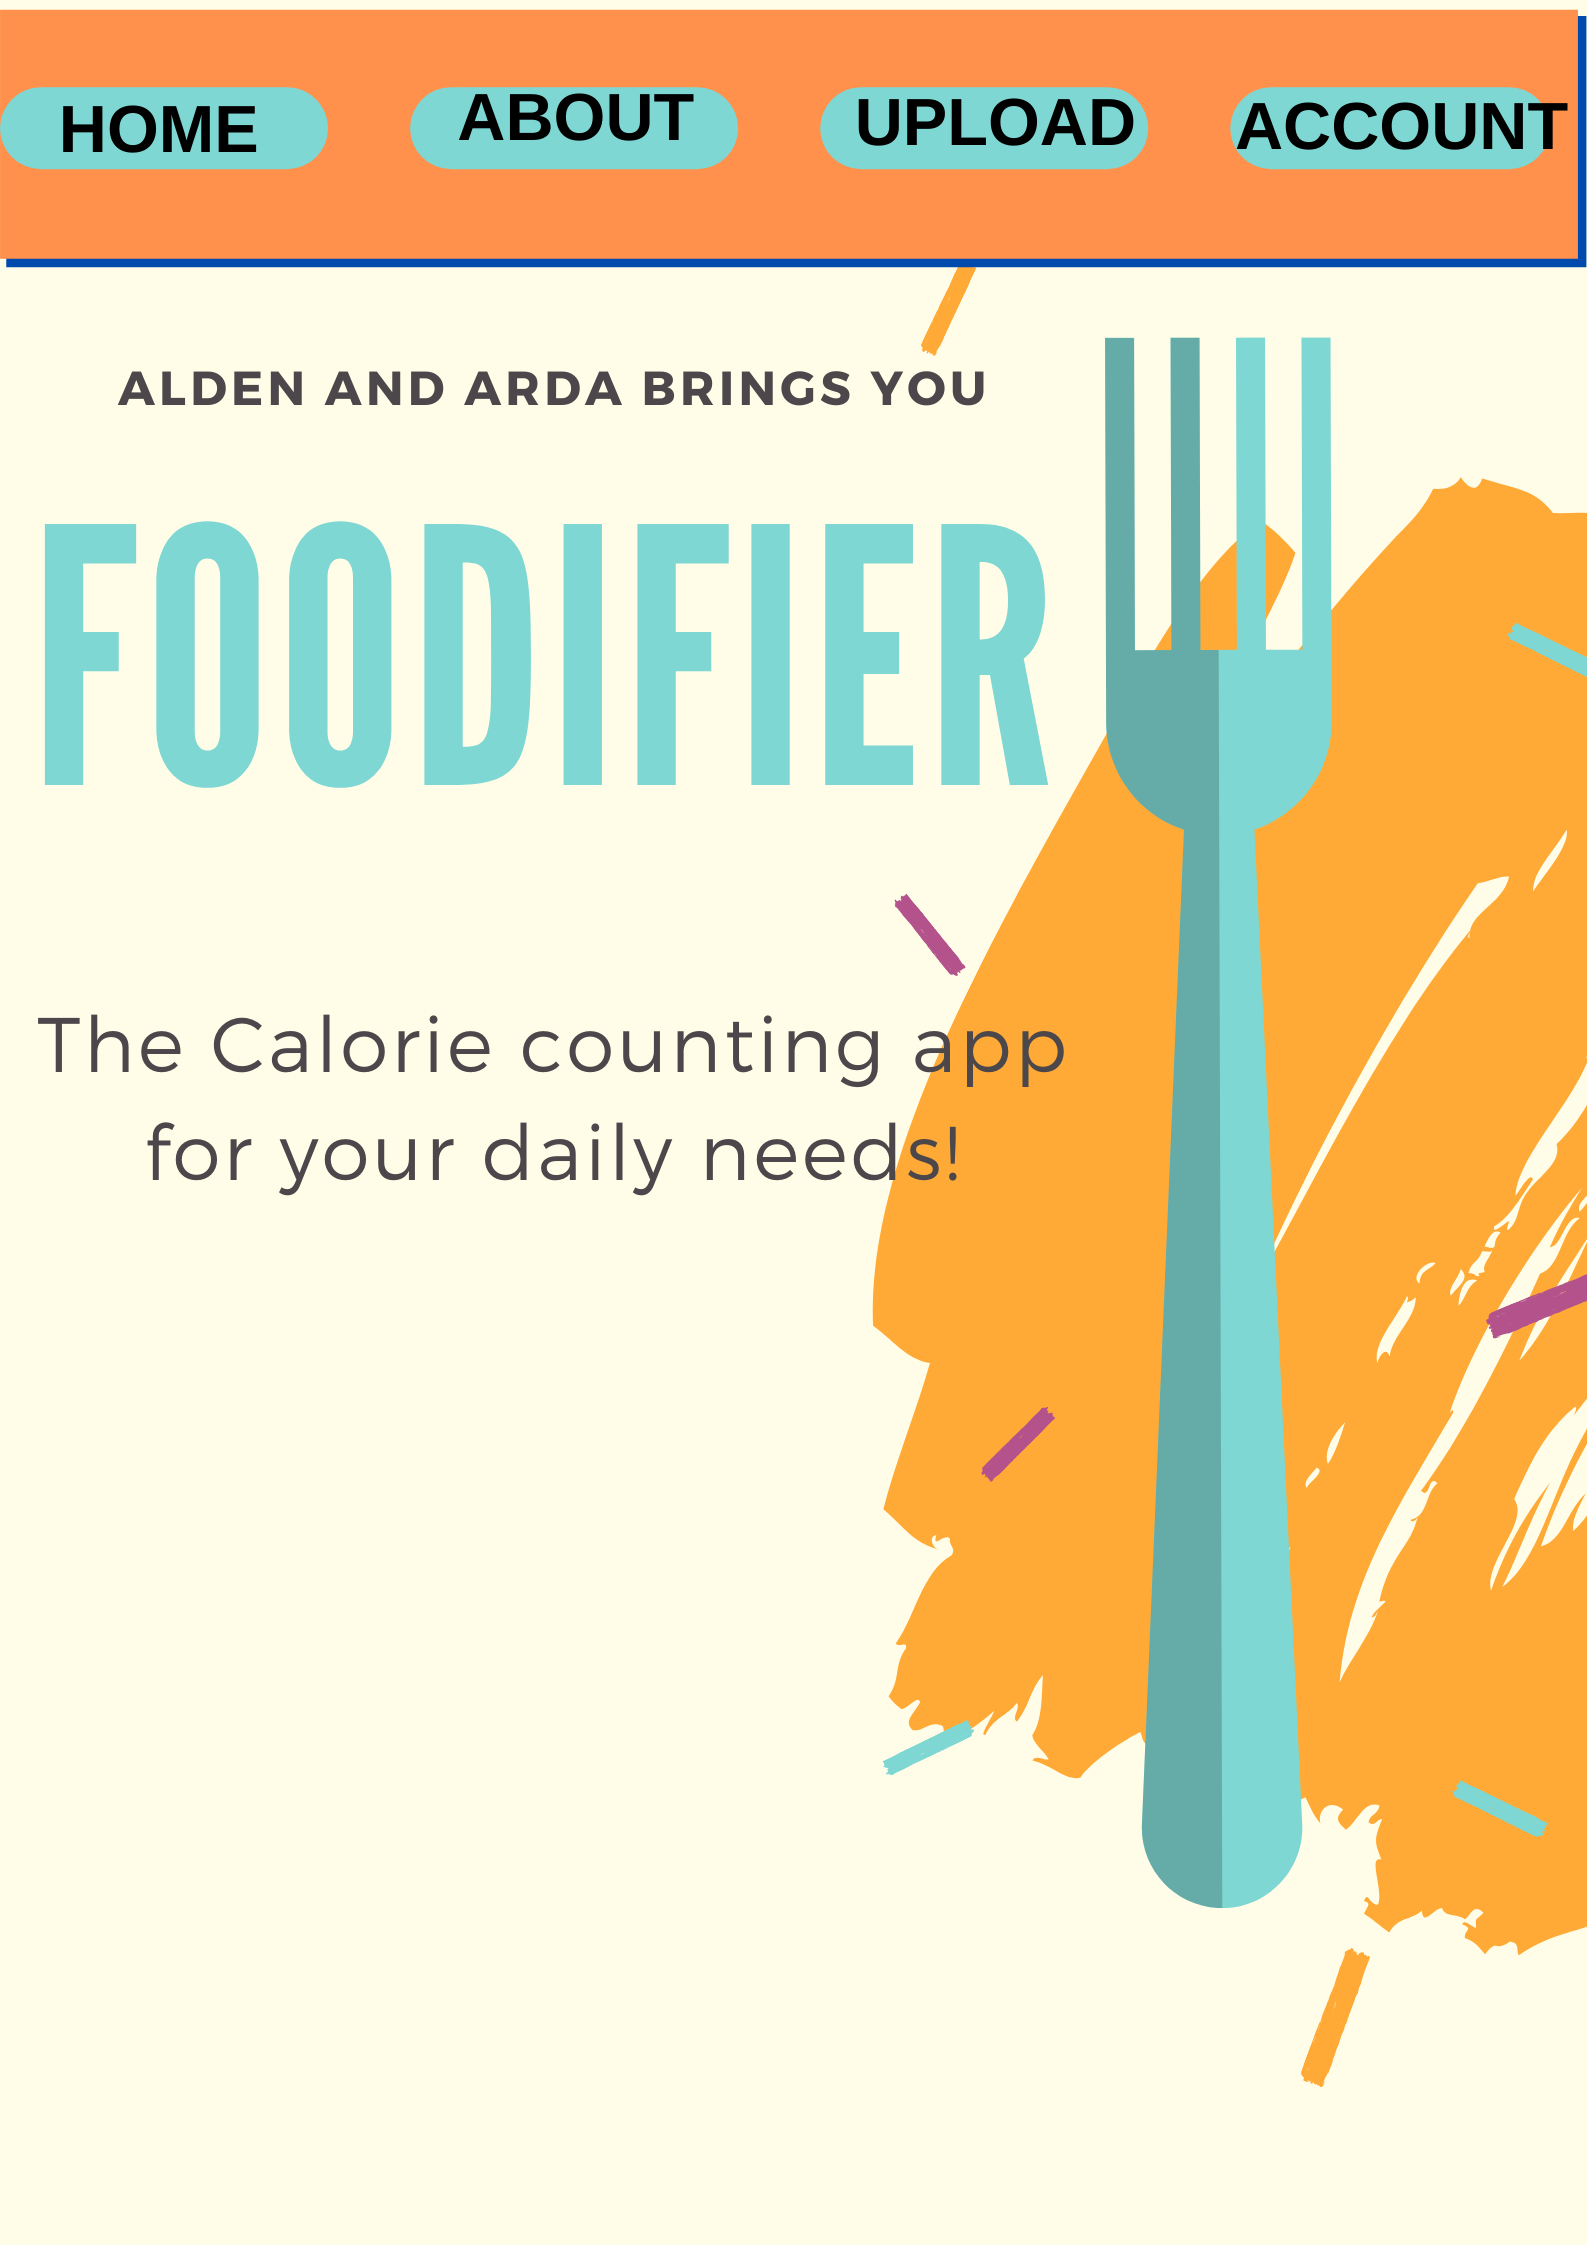 HOME ABOUT UPLOAD ACCOUNT
ALDEN AND ARDA BRINGS YOU
FOODIFIER
The Calorie counting app
for your daily needs!